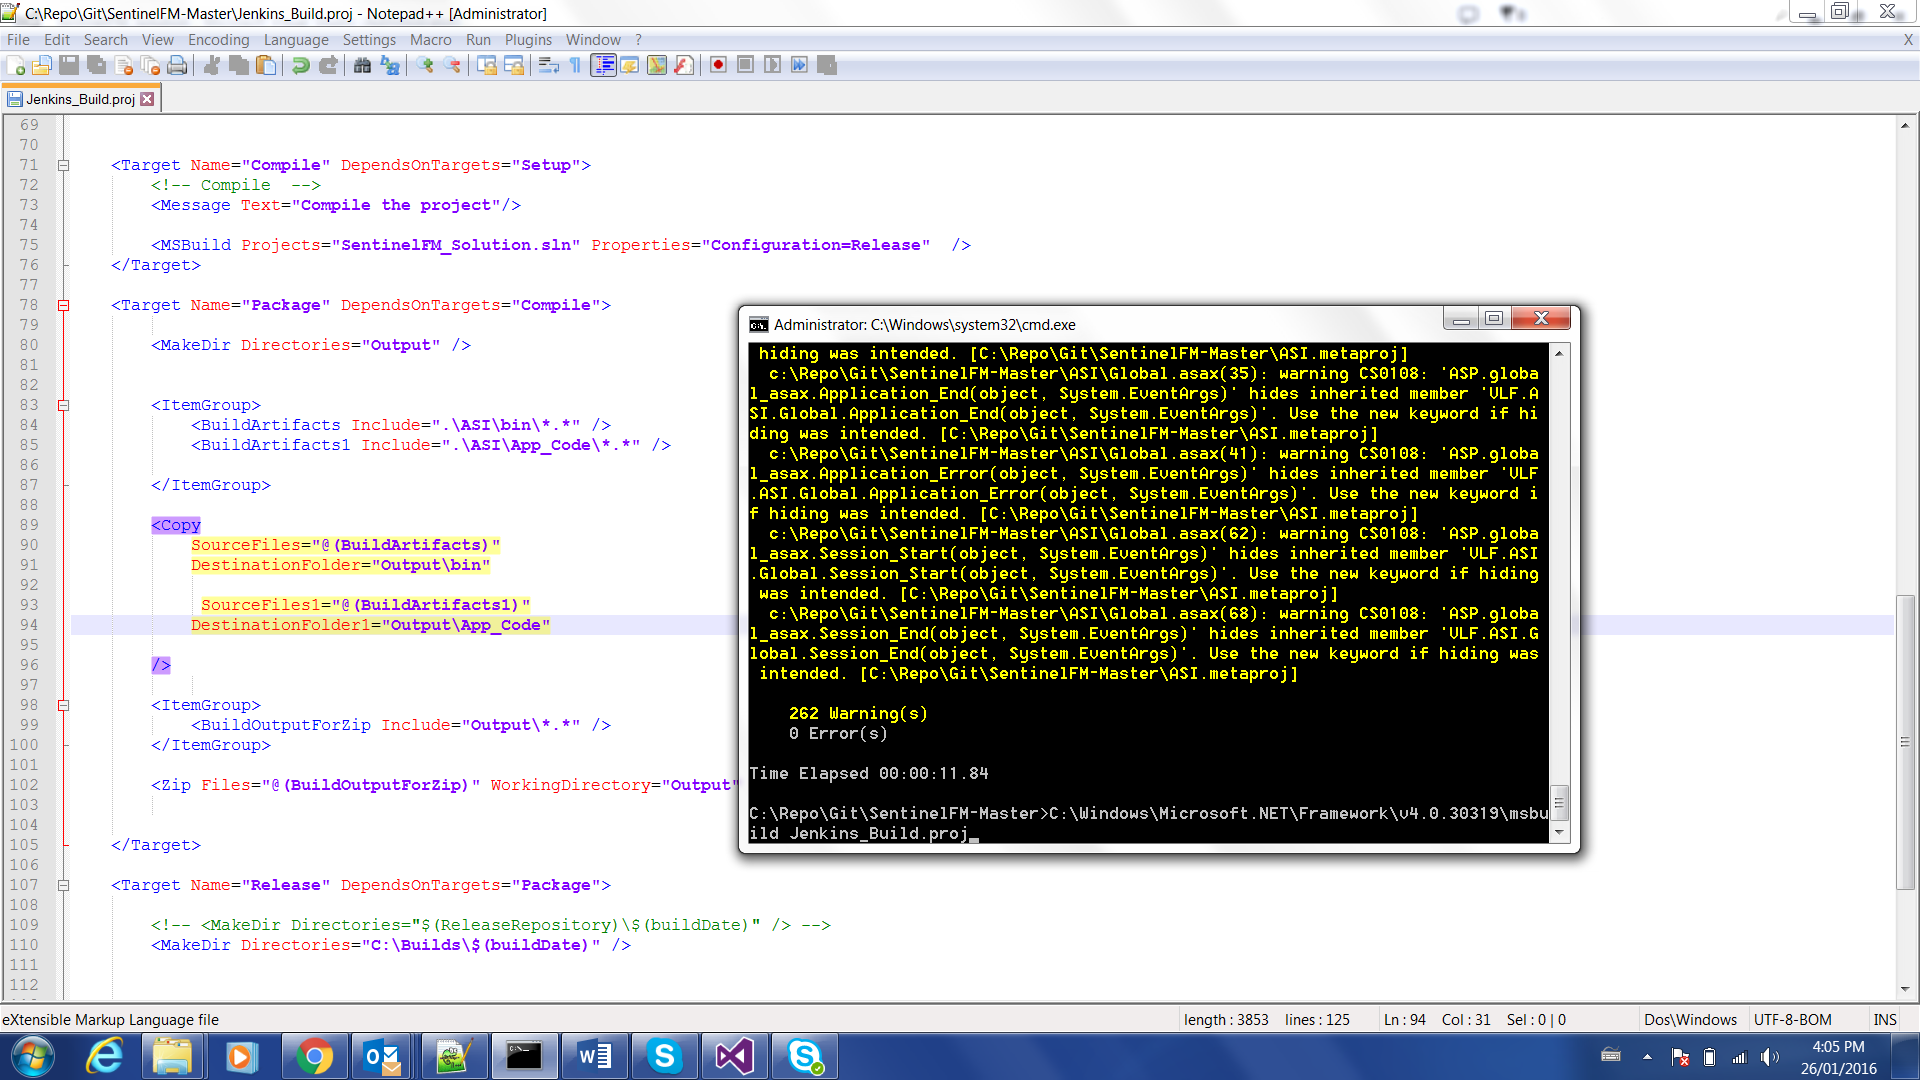 C:\Repo\Git\SentinelFM-Master\Jenkins_Build.proj - Notepad++ [Administrator]
File Edit Search View Encoding Language Settings Macro Run Plugins Window ? X
Jenkins_Build.proj
69
70
71 <Target Name="Compile" DependsOnTargets="Setup">
72 <!-- Compile  -->
73 <Message Text="Compile the project"/>
74
75 <MSBuild Projects="SentinelFM_Solution.sln" Properties="Configuration=Release"  />
76 </Target>
77
78 <Target Name="Package" DependsOnTargets="Compile">
79
80 <MakeDir Directories="Output" />
81
82
83 <ItemGroup>
84 <BuildArtifacts Include=".\ASI\bin\*.*" />
85 <BuildArtifacts1 Include=".\ASI\App_Code\*.*" />
86
87 </ItemGroup>
88
89 <Copy
90 SourceFiles="@(BuildArtifacts)"
91 DestinationFolder="Output\bin"
92
93 SourceFiles1="@(BuildArtifacts1)"
94 DestinationFolder1="Output\App_Code"
95
96 />
97
98 <ItemGroup>
99 <BuildOutputForZip Include="Output\*.*" />
100 </ItemGroup>
101
102 <Zip Files="@(BuildOutputForZip)" WorkingDirectory="Output"
103
104
105 </Target>
106
107 <Target Name="Release" DependsOnTargets="Package">
108
109 <!-- <MakeDir Directories="$(ReleaseRepository)\$(buildDate)" /> -->
110 <MakeDir Directories="C:\Builds\$(buildDate)" />
111
112
Administrator: C:\Windows\system32\cmd.exe
hiding was intended. [C:\Repo\Git\SentinelFM-Master\ASI.metaproj]
c:\Repo\Git\SentinelFM-Master\ASI\Global.asax(35): warning CS0108: 'ASP.globa
l_asax.Application_End(object, System.EventArgs)' hides inherited member 'VLF.A
SI.Global.Application_End(object, System.EventArgs)'. Use the new keyword if hi
ding was intended. [C:\Repo\Git\SentinelFM-Master\ASI.metaproj]
c:\Repo\Git\SentinelFM-Master\ASI\Global.asax(41): warning CS0108: 'ASP.globa
l_asax.Application_Error(object, System.EventArgs)' hides inherited member 'VLF
.ASI.Global.Application_Error(object, System.EventArgs)'. Use the new keyword i
f hiding was intended. [C:\Repo\Git\SentinelFM-Master\ASI.metaproj]
c:\Repo\Git\SentinelFM-Master\ASI\Global.asax(62): warning CS0108: 'ASP.globa
l_asax.Session_Start(object, System.EventArgs)' hides inherited member 'VLF.ASI
.Global.Session_Start(object, System.EventArgs)'. Use the new keyword if hiding
was intended. [C:\Repo\Git\SentinelFM-Master\ASI.metaproj]
c:\Repo\Git\SentinelFM-Master\ASI\Global.asax(68): warning CS0108: 'ASP.globa
l_asax.Session_End(object, System.EventArgs)' hides inherited member 'VLF.ASI.G
lobal.Session_End(object, System.EventArgs)'. Use the new keyword if hiding was
intended. [C:\Repo\Git\SentinelFM-Master\ASI.metaproj]
262 Warning(s)
0 Error(s)
Time Elapsed 00:00:11.84
C:\Repo\Git\SentinelFM-Master>C:\Windows\Microsoft.NET\Framework\v4.0.30319\msbu
ild Jenkins_Build.proj_
eXtensible Markup Language file length : 3853 lines : 125 Ln : 94 Col : 31 Sel : 0 | 0 Dos\Windows UTF-8-BOM INS
4:05 PM
26/01/2016